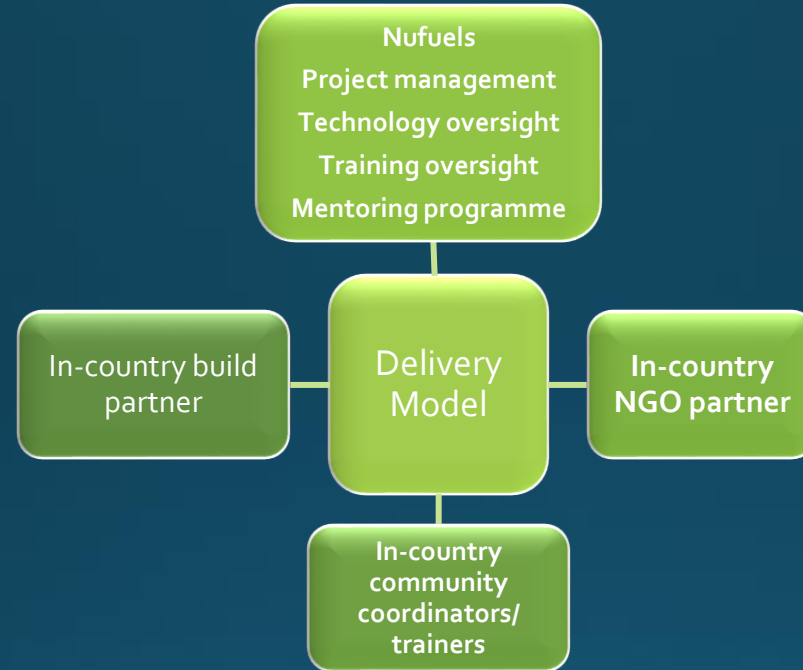 Nufuels
Project management
Technology oversight
Training oversight
Mentoring programme
In-country build
partner
Delivery
Model
In-country
NGO partner
In-country
community
coordinators/
trainers